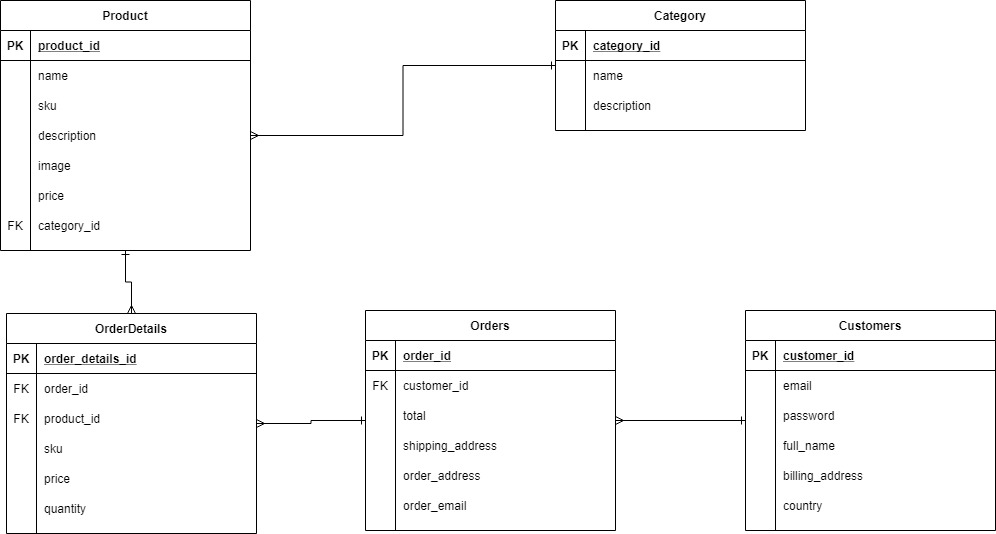 Product
PK product_id
name
sku
description
image
price
FK category_id
Category
PK category_id
name
description
OrderDetails
PK order_details_id
FK order_id
FK product_id
sku
price
quantity
Orders
PK order_id
FK customer_id
total
shipping_address
order_address
order_email
Customers
PK customer_id
email
password
full_name
billing_address
country